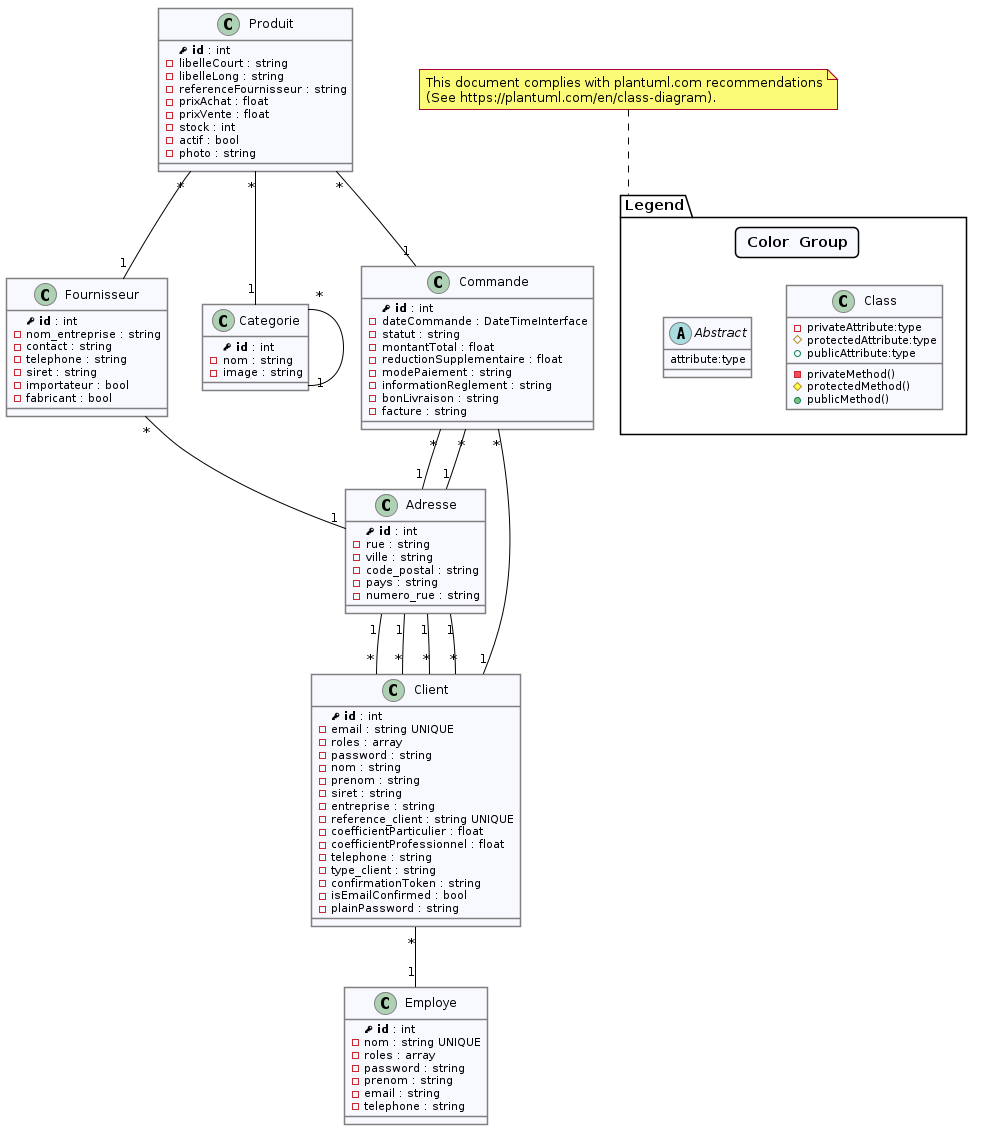 C Produit
id : int
libelleCourt : string
libelleLong : string
referenceFournisseur : string
prixAchat : float
prixVente : float
stock : int
actif : bool
photo : string
This document complies with plantuml.com recommendations
(See https://plantuml.com/en/class-diagram).
* * *
1 1 1
Legend
Color Group
A Abstract
attribute:type
C Class
privateAttribute:type
protectedAttribute:type
publicAttribute:type
privateMethod()
protectedMethod()
publicMethod()
C Fournisseur
id : int
nom_entreprise : string
contact : string
telephone : string
siret : string
importateur : bool
fabricant : bool
C Categorie
id : int
nom : string
image : string
*
1
C Commande
id : int
dateCommande : DateTimeInterface
statut : string
montantTotal : float
reductionSupplementaire : float
modePaiement : string
informationReglement : string
bonLivraison : string
facture : string
*
1
* * *
1 1
C Adresse
id : int
rue : string
ville : string
code_postal : string
pays : string
numero_rue : string
1 1 1 1
* * * * 1
C Client
id : int
email : string UNIQUE
roles : array
password : string
nom : string
prenom : string
siret : string
entreprise : string
reference_client : string UNIQUE
coefficientParticulier : float
coefficientProfessionnel : float
telephone : string
type_client : string
confirmationToken : string
isEmailConfirmed : bool
plainPassword : string
*
1
C Employe
id : int
nom : string UNIQUE
roles : array
password : string
prenom : string
email : string
telephone : string